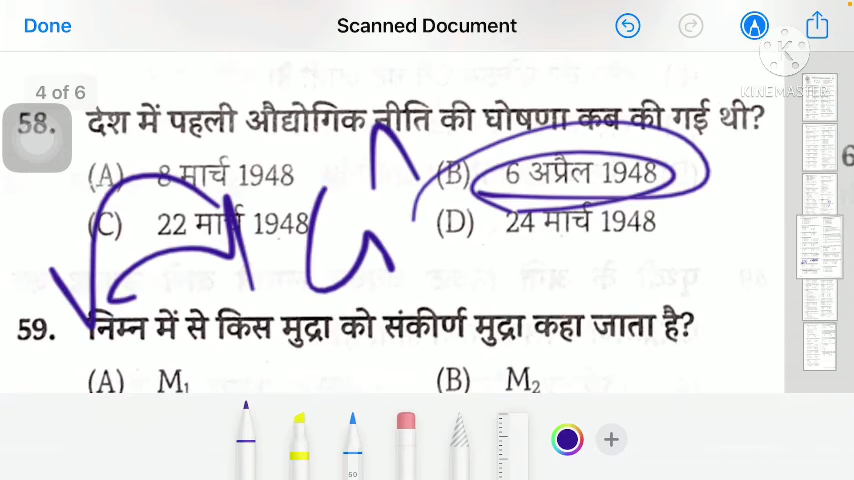 Done
Scanned Document
KINEMASTER
4 of 6
58. देश में पहली औद्योगिक नीति की घोषणा कब की गई थी?
(A) 8 मार्च 1948
(B) 6 अप्रैल 1948
(C) 22 मार्च 1948
(D) 24 मार्च 1948
59. निम्न में से किस मुद्रा को संकीर्ण मुद्रा कहा जाता है?
(A) M₁
(B) M₂
50